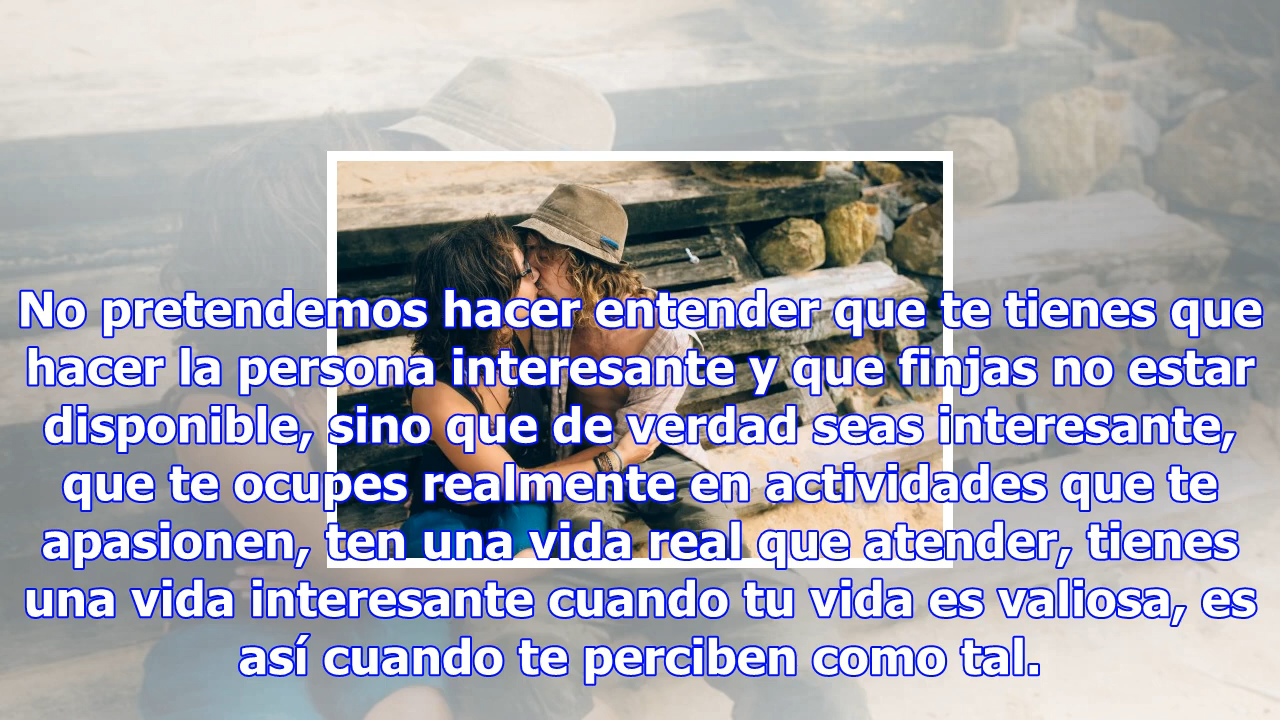 No pretendemos hacer entender que te tienes que
hacer la persona interesante y que finjas no estar
disponible, sino que de verdad seas interesante,
que te ocupes realmente en actividades que te
apasionen, ten una vida real que atender, tienes
una vida interesante cuando tu vida es valiosa, es
así cuando te perciben como tal.